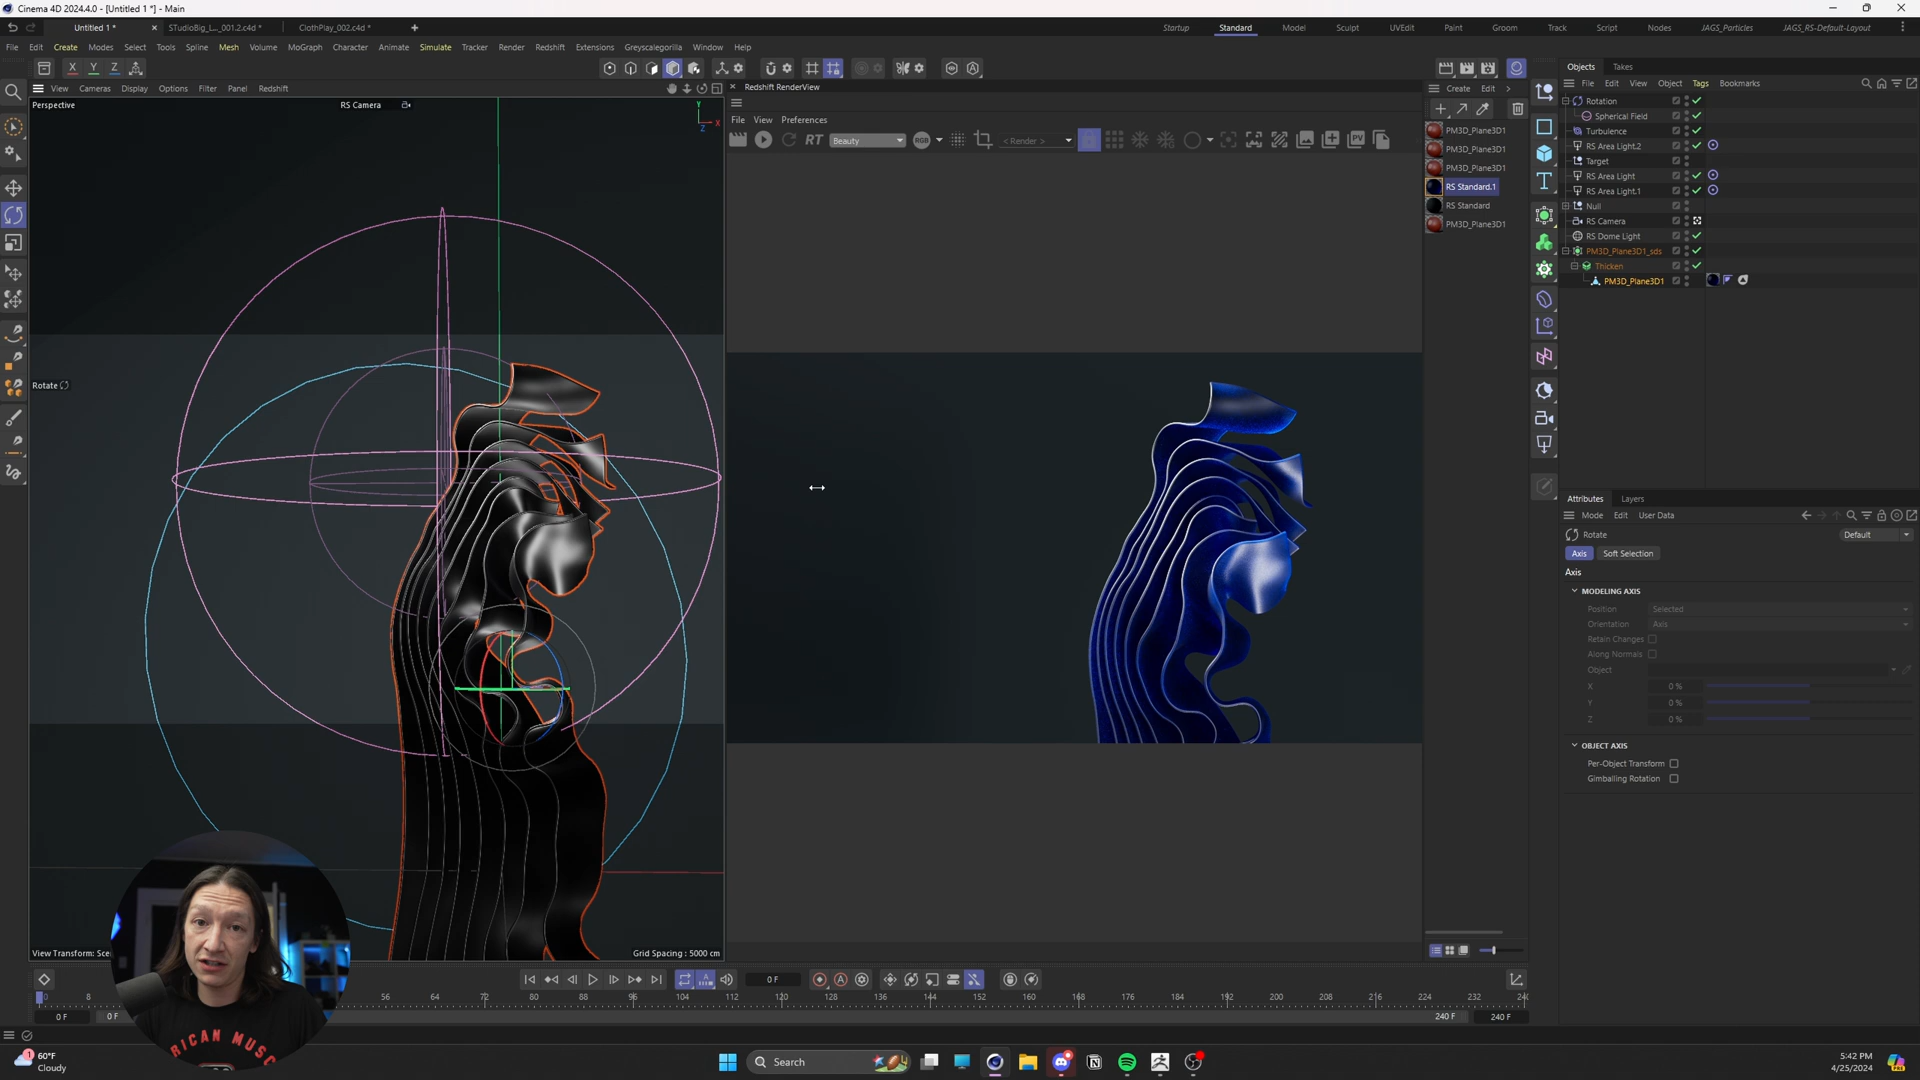 Cinema 4D 2024.4.0 - [Untitled 1 *] - Main
Untitled 1 * STudioBig_L..._001.2.c4d * ClothPlay_002.c4d *
Startup Standard Model Sculpt UVEdit Paint Groom Track Script Nodes JAGS_Particles JAGS_RS-Default-Layout
File Edit Create Modes Select Tools Spline Mesh Volume MoGraph Character Animate Simulate Tracker Render Redshift Extensions Greyscalegorilla Window Help
X Y Z
View Cameras Display Options Filter Panel Redshift
Perspective
RS Camera
Y
X
Z
Rotate
View Transform: Sce
Grid Spacing : 5000 cm
Redshift RenderView
File View Preferences
RT Beauty RGB < Render >
PV
Create Edit
PM3D_Plane3D1
PM3D_Plane3D1
PM3D_Plane3D1
RS Standard.1
RS Standard
PM3D_Plane3D1
Objects Takes
File Edit View Object Tags Bookmarks
Rotation
Spherical Field
Turbulence
RS Area Light.2
Target
RS Area Light
RS Area Light.1
Null
RS Camera
RS Dome Light
PM3D_Plane3D1_sds
Thicken
PM3D_Plane3D1
Attributes Layers
Mode Edit User Data
Rotate
Default
Axis Soft Selection
Axis
MODELING AXIS
Position Selected
Orientation Axis
Retain Changes
Along Normals
Object
X 0 %
Y 0 %
Z 0 %
OBJECT AXIS
Per-Object Transform
Gimballing Rotation
0 F
0 8 56 64 72 80 88 96 104 112 120 128 136 144 152 160 168 176 184 192 200 208 216 224 232 24
0 F 0 F 240 F 240 F
RICAN MUSC
1
60°F
Cloudy
Search
5:42 PM
4/25/2024